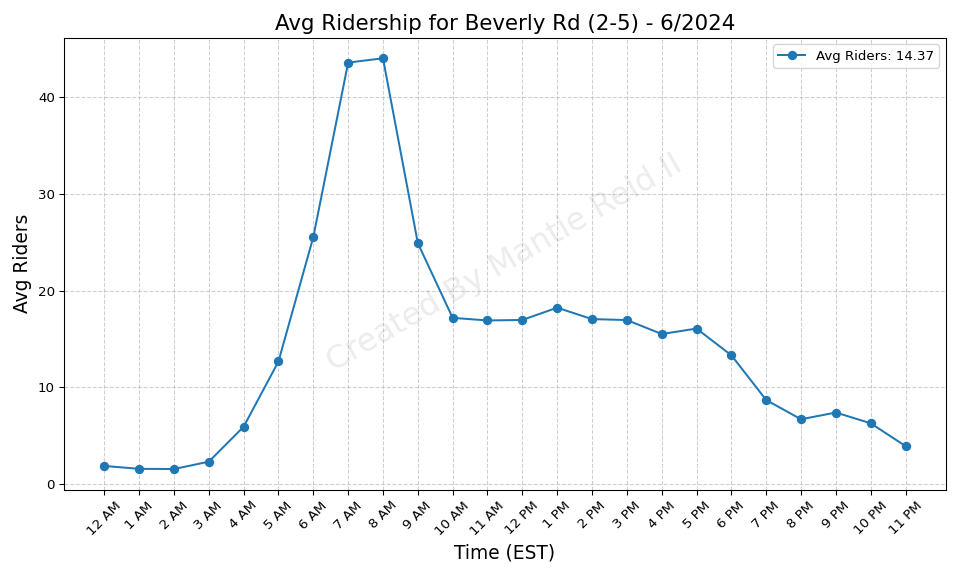 Avg Ridership for Beverly Rd (2-5) - 6/2024
Avg Riders: 14.37
Avg Riders
40
30
20
10
0
Created By Mantie Reid II
12 AM
1 AM
2 AM
3 AM
4 AM
5 AM
6 AM
7 AM
8 AM
9 AM
10 AM
11 AM
12 PM
1 PM
2 PM
3 PM
4 PM
5 PM
6 PM
7 PM
8 PM
9 PM
10 PM
11 PM
Time (EST)